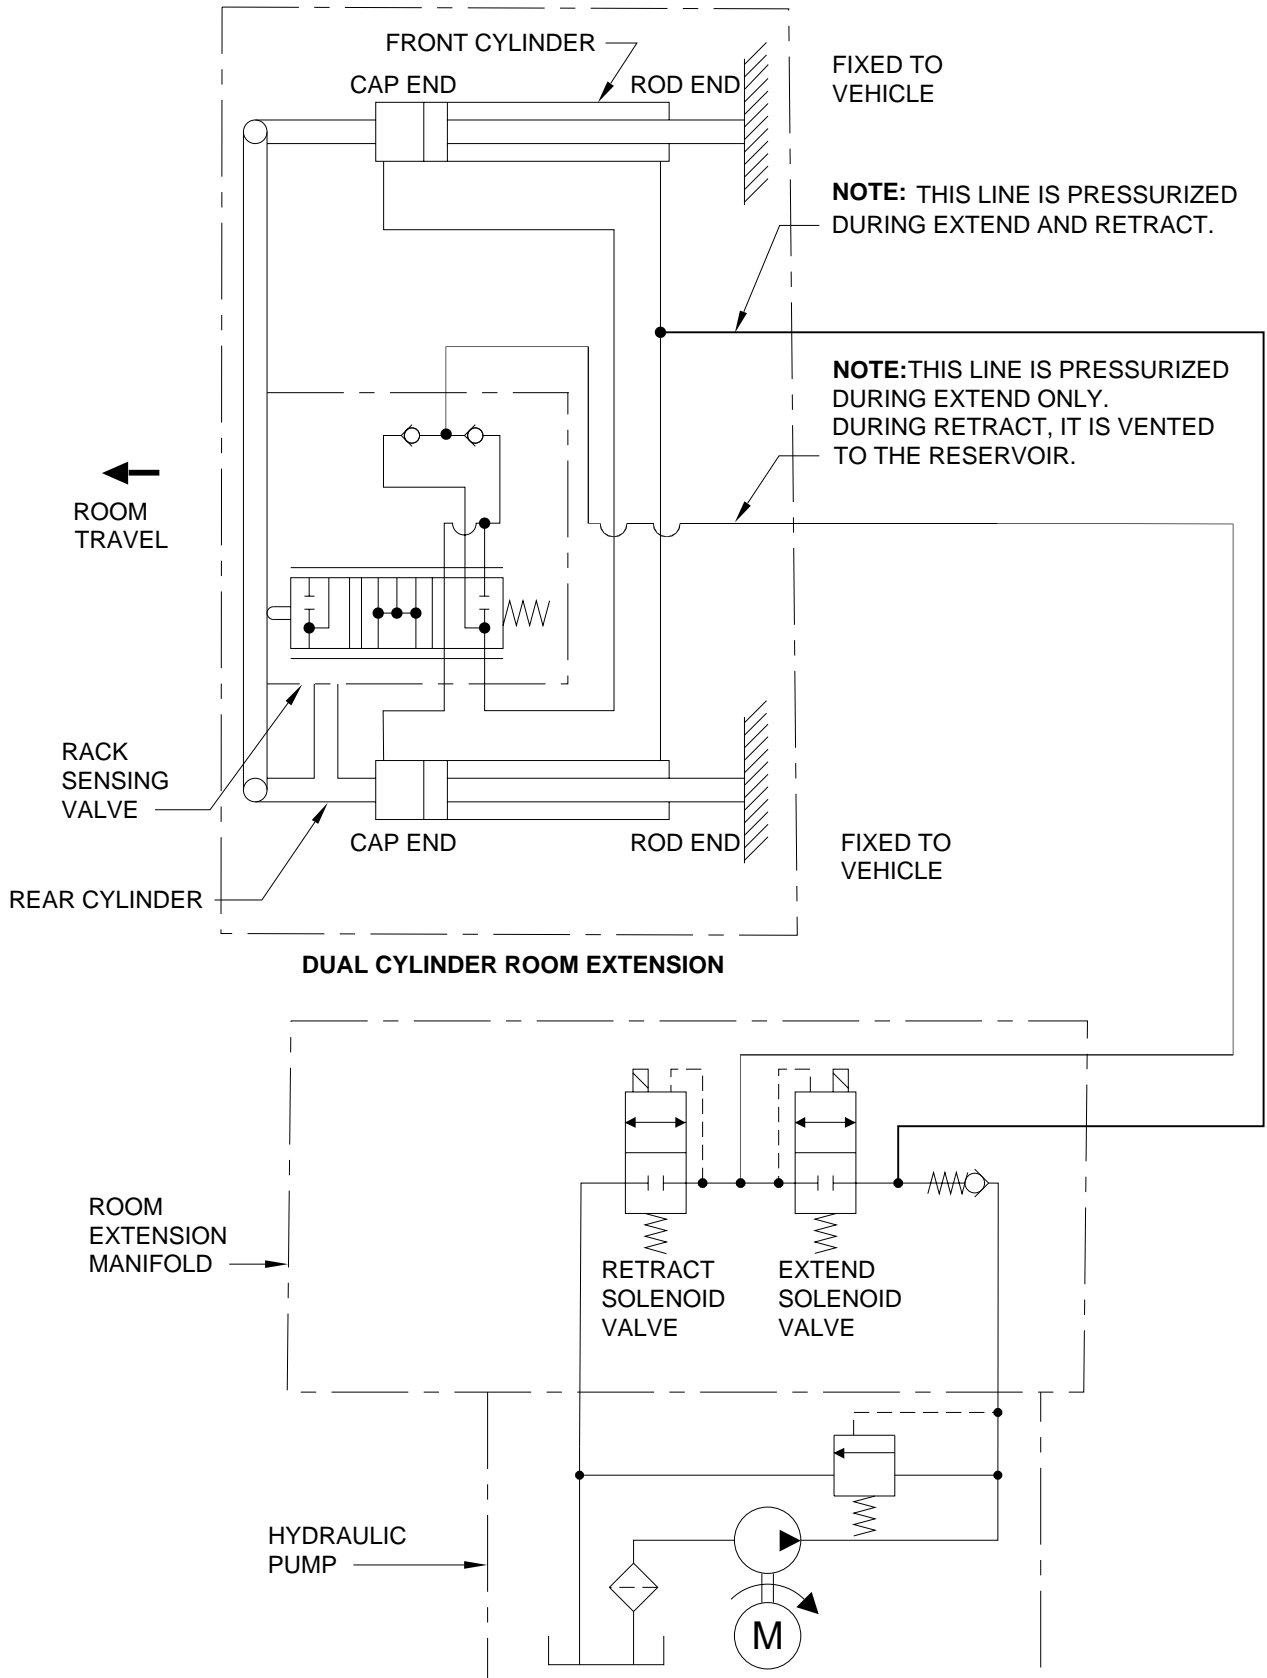 FRONT CYLINDER
CAP END
ROD END
FIXED TO
VEHICLE
NOTE: THIS LINE IS PRESSURIZED
DURING EXTEND AND RETRACT.
NOTE:THIS LINE IS PRESSURIZED
DURING EXTEND ONLY.
DURING RETRACT, IT IS VENTED
TO THE RESERVOIR.
ROOM
TRAVEL
RACK
SENSING
VALVE
CAP END
ROD END
FIXED TO
VEHICLE
REAR CYLINDER
DUAL CYLINDER ROOM EXTENSION
ROOM
EXTENSION
MANIFOLD
RETRACT
SOLENOID
VALVE
EXTEND
SOLENOID
VALVE
HYDRAULIC
PUMP
M